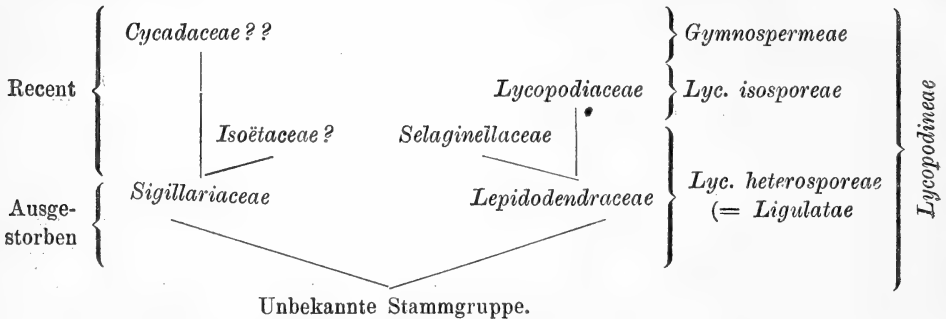 Cycadaceae??
Gymnospermeae
Recent
Lycopodiaceae
Lyc. isosporeae
Isoëtaceae?
Selaginellaceae
Sigillariaceae
Lepidodendraceae
Lyc. heterosporeae
(= Ligulatae
Ausge-
storben
Lycopodineae
Unbekannte Stammgruppe.